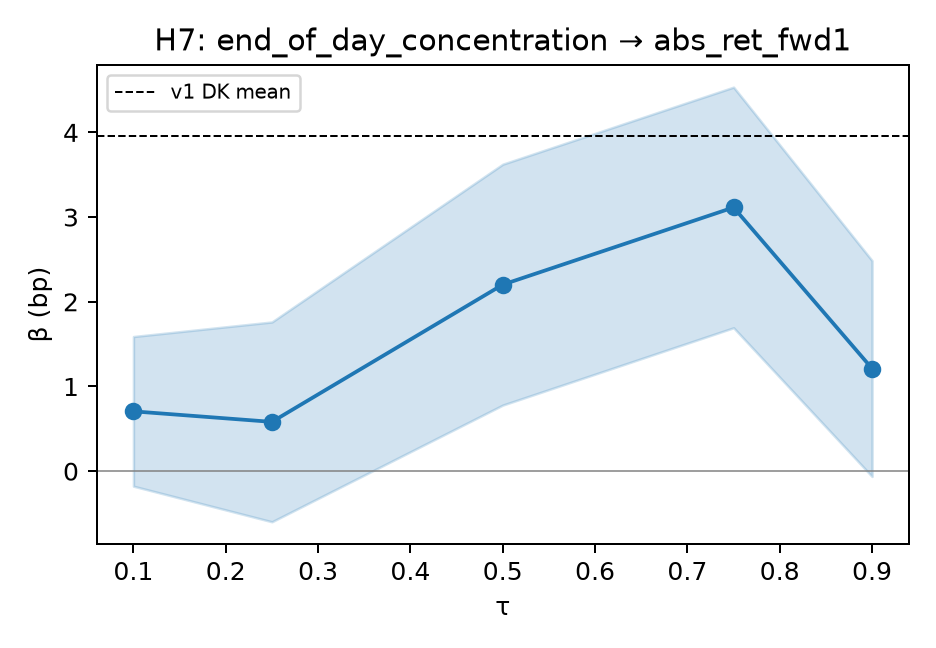 H7: end_of_day_concentration → abs_ret_fwd1
v1 DK mean
β (bp)
4
3
2
1
0
0.1 0.2 0.3 0.4 0.5 0.6 0.7 0.8 0.9
τ